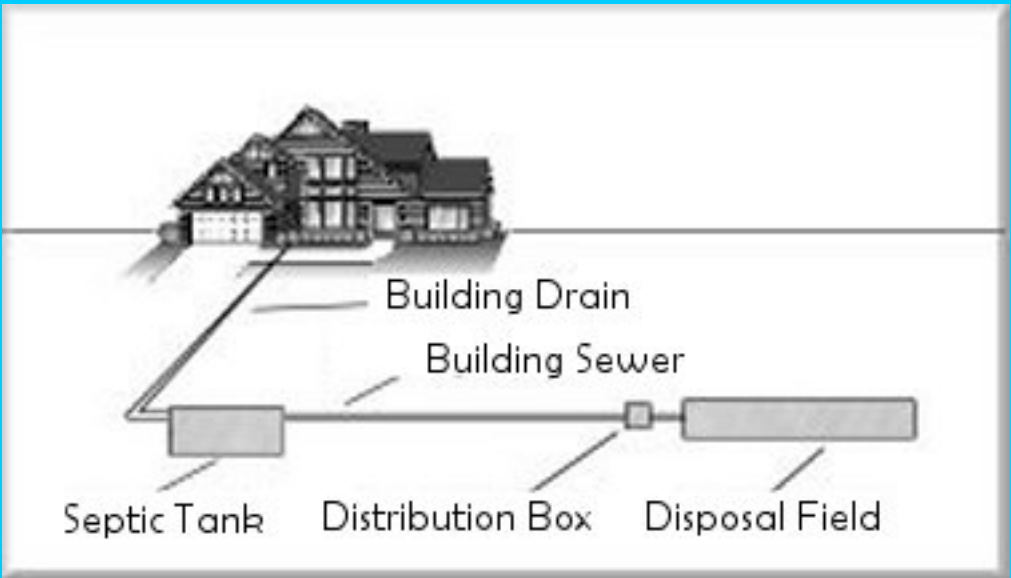 Building Drain
Building Sewer
Septic Tank
Distribution Box
Disposal Field